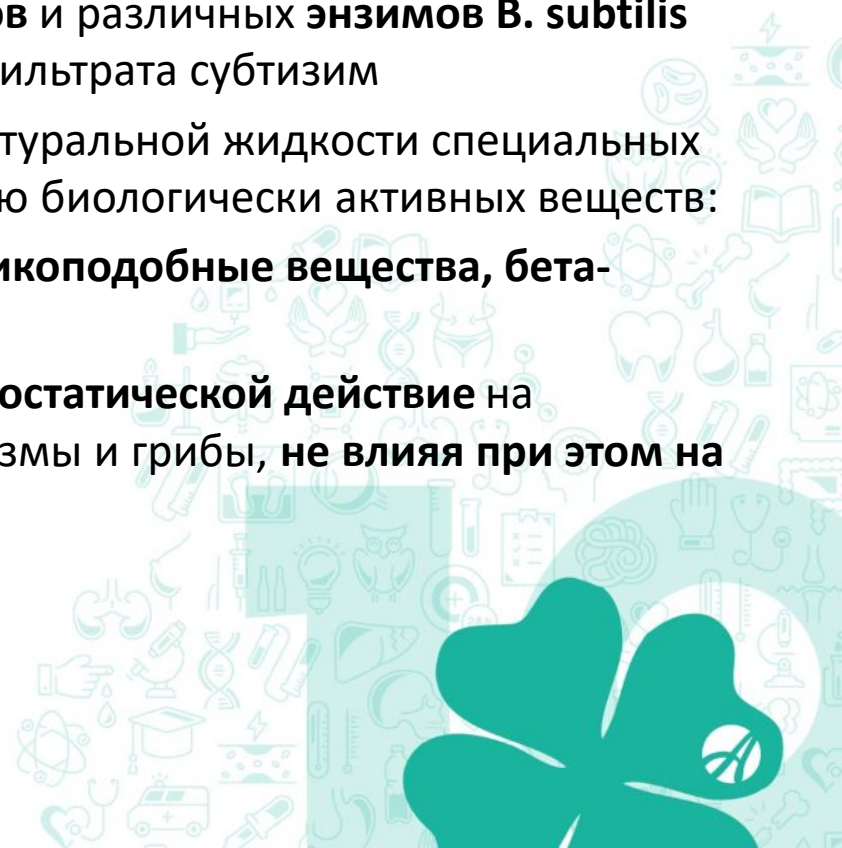 ов и различных энзимов B. subtilis
ильтрата субтизим
туральной жидкости специальных
ю биологически активных веществ:
икоподобные вещества, бета-
остатической действие на
измы и грибы, не влияя при этом на